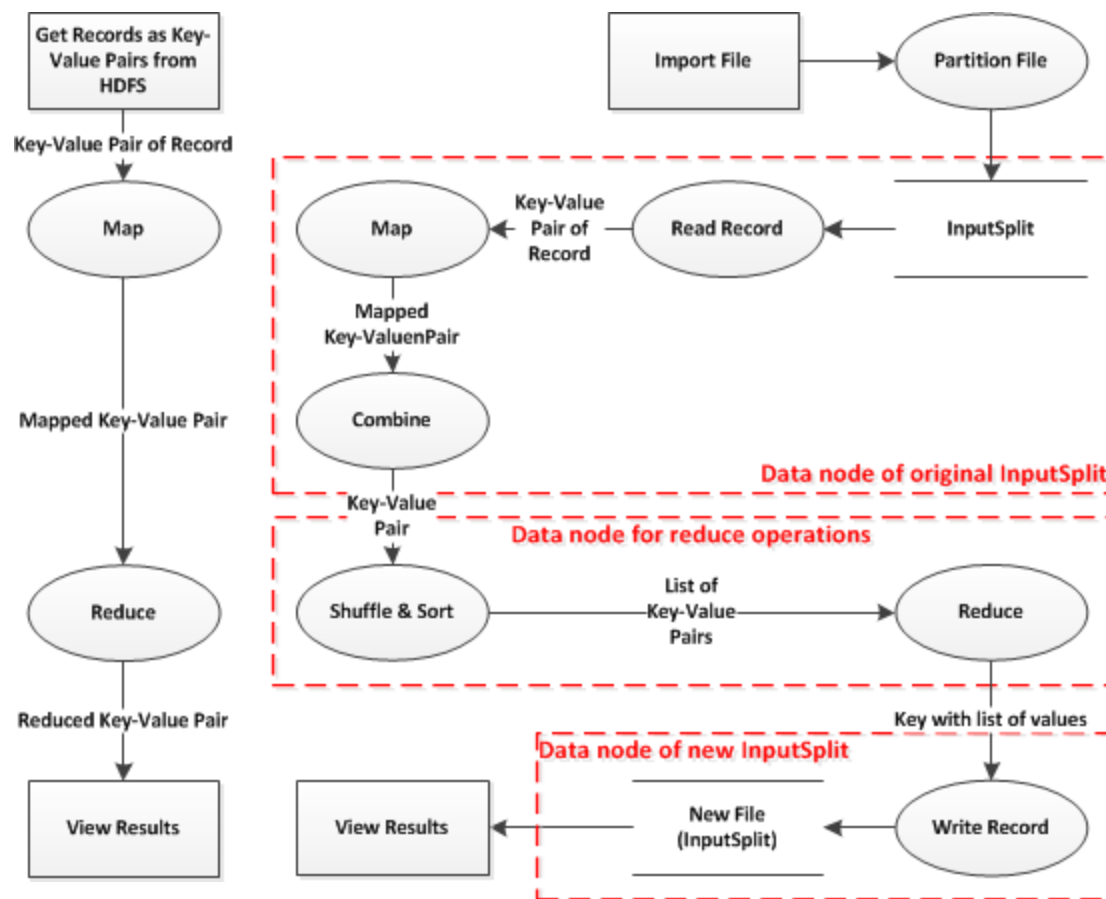 Get Records as Key-
Value Pairs from
HDFS
Key-Value Pair of Record
Map
Mapped Key-Value Pair
Reduce
Reduced Key-Value Pair
View Results
Import File
Partition File
InputSplit
Read Record
Key-Value
Pair of
Record
Map
Mapped
Key-ValuenPair
Combine
Data node of original InputSplit
Key-Value
Pair
Data node for reduce operations
Shuffle & Sort
List of
Key-Value
Pairs
Reduce
Key with list of values
Data node of new InputSplit
Write Record
New File
(InputSplit)
View Results